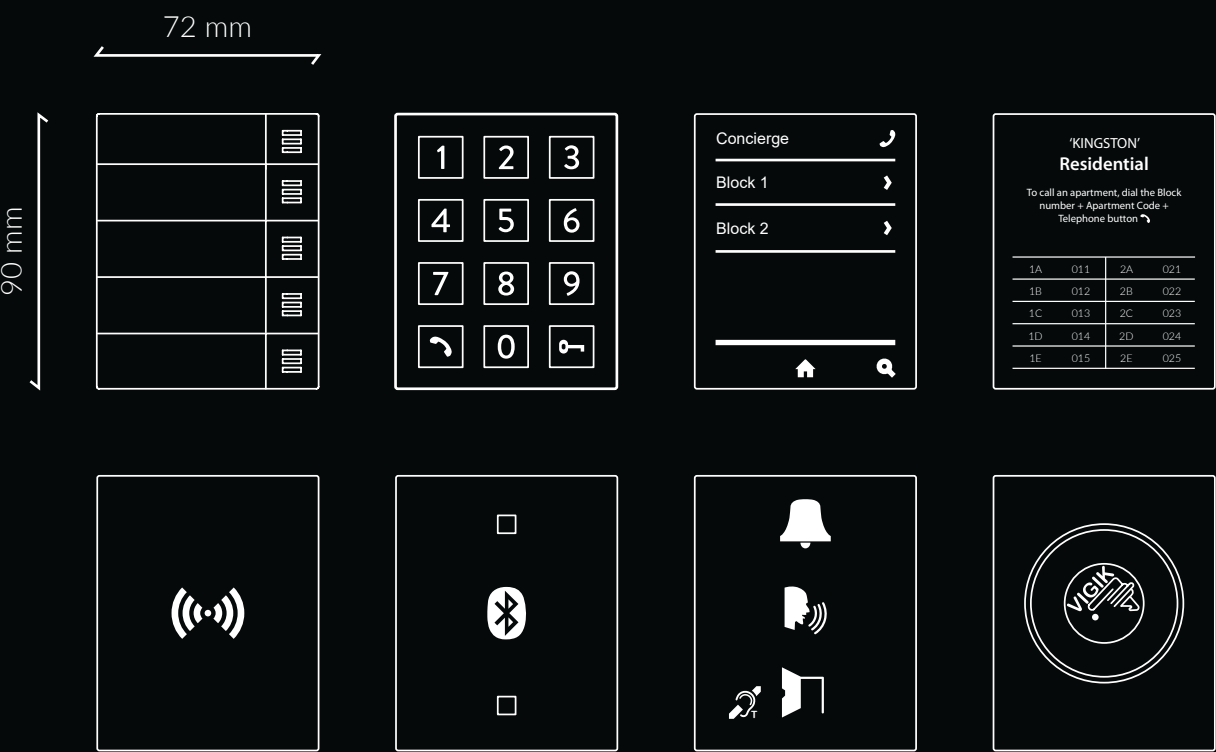 72 mm
90 mm
1 2 3
4 5 6
7 8 9
0
Concierge
Block 1
Block 2
'KINGSTON'
Residential
To call an apartment, dial the Block
number + Apartment Code +
Telephone button
1A 011 2A 021
1B 012 2B 022
1C 013 2C 023
1D 014 2D 024
1E 015 2E 025
T
VIGIK